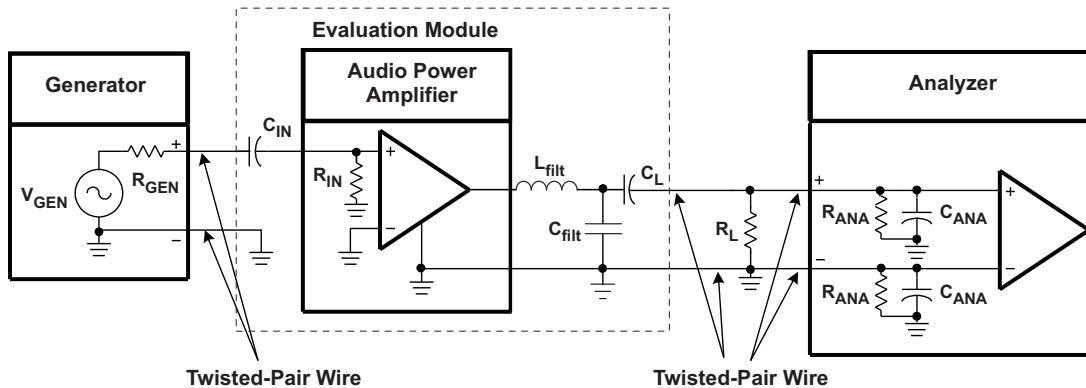 Evaluation Module
Generator
Audio Power
Amplifier
Analyzer
C_IN
+
R_GEN
V_GEN
−
R_IN
+
−
L_filt
C_L
C_filt
R_L
+
R_ANA
C_ANA
+
−
R_ANA
C_ANA
−
Twisted-Pair Wire
Twisted-Pair Wire